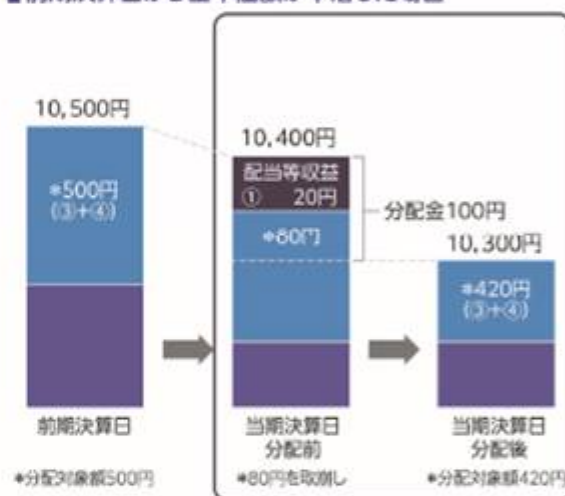 10,500円
*500円
(③+④)
前期決算日
*分配対象額500円
10,400円
配当等収益
① 20円
*80円
分配金100円
当期決算日
分配前
*80円を取崩し
10,300円
*420円
(③+④)
当期決算日
分配後
*分配対象額420円